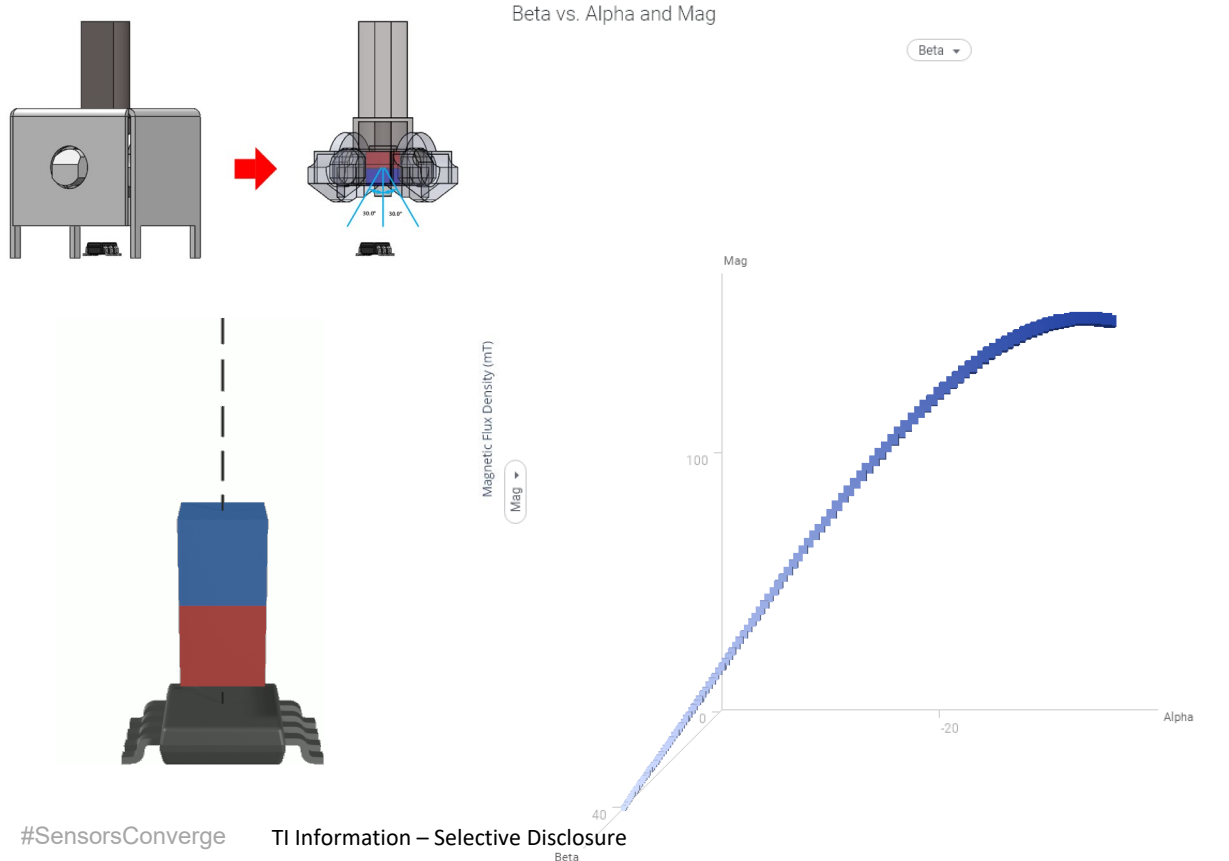 Beta vs. Alpha and Mag
Beta
30.0° 30.0°
Mag
Magnetic Flux Density (mT)
Mag
100
0
-20
Alpha
40
Beta
#SensorsConverge
TI Information – Selective Disclosure